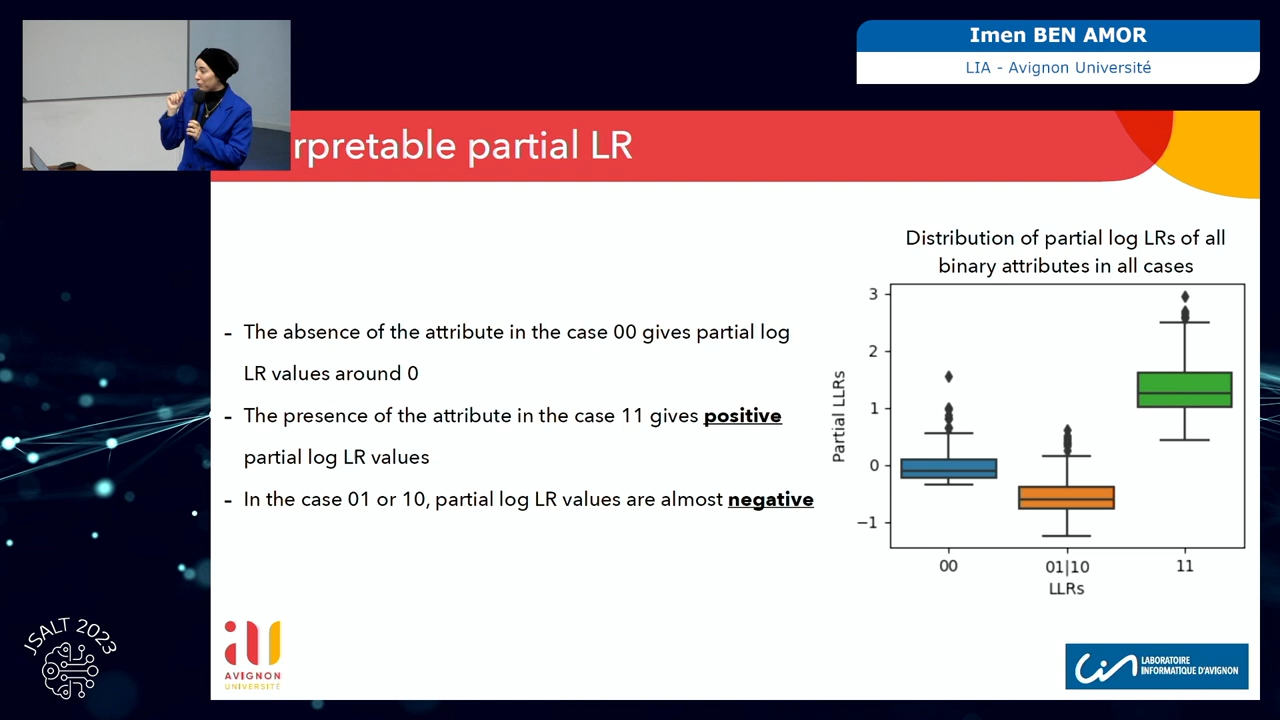 Imen BEN AMOR
LIA - Avignon Université
rpretable partial LR
- The absence of the attribute in the case 00 gives partial log
LR values around 0
- The presence of the attribute in the case 11 gives positive
partial log LR values
- In the case 01 or 10, partial log LR values are almost negative
Distribution of partial log LRs of all
binary attributes in all cases
3
2
1
0
−1
Partial LLRs
00
01|10
11
LLRs
JSALT 2023
AVIGNON
UNIVERSITÉ
LIA
LABORATOIRE
INFORMATIQUE D'AVIGNON